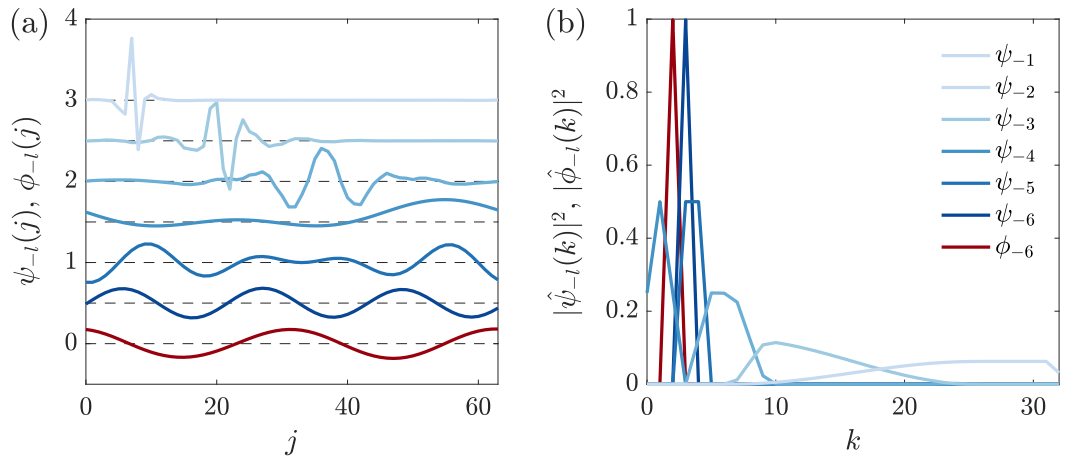 (a)
4
3
2
1
0
0
20
40
60
j
ψ₋ₗ(j), ϕ₋ₗ(j)
(b)
1
0.8
0.6
0.4
0.2
0
0
10
20
30
k
|ψ̂₋ₗ(k)|², |ϕ̂₋ₗ(k)|²
ψ₋₁
ψ₋₂
ψ₋₃
ψ₋₄
ψ₋₅
ψ₋₆
ϕ₋₆